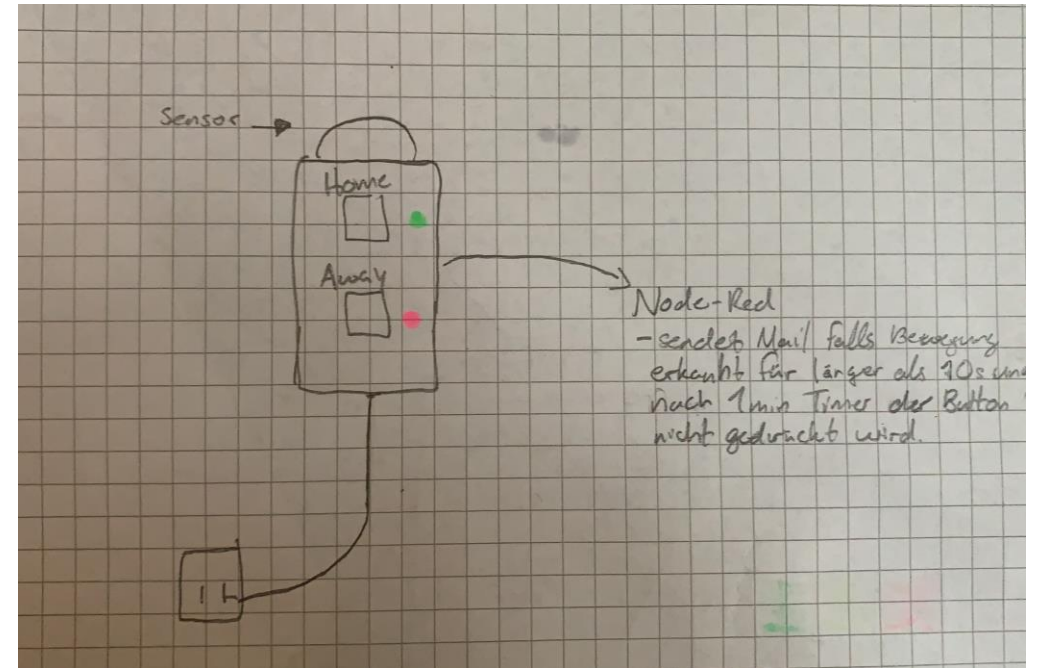 Sensor
Home
Away
Node-Red
- sendet Mail falls Bewegung
erkannt für länger als 10s und
nach 1min Timer der Button
nicht gedrückt wird.